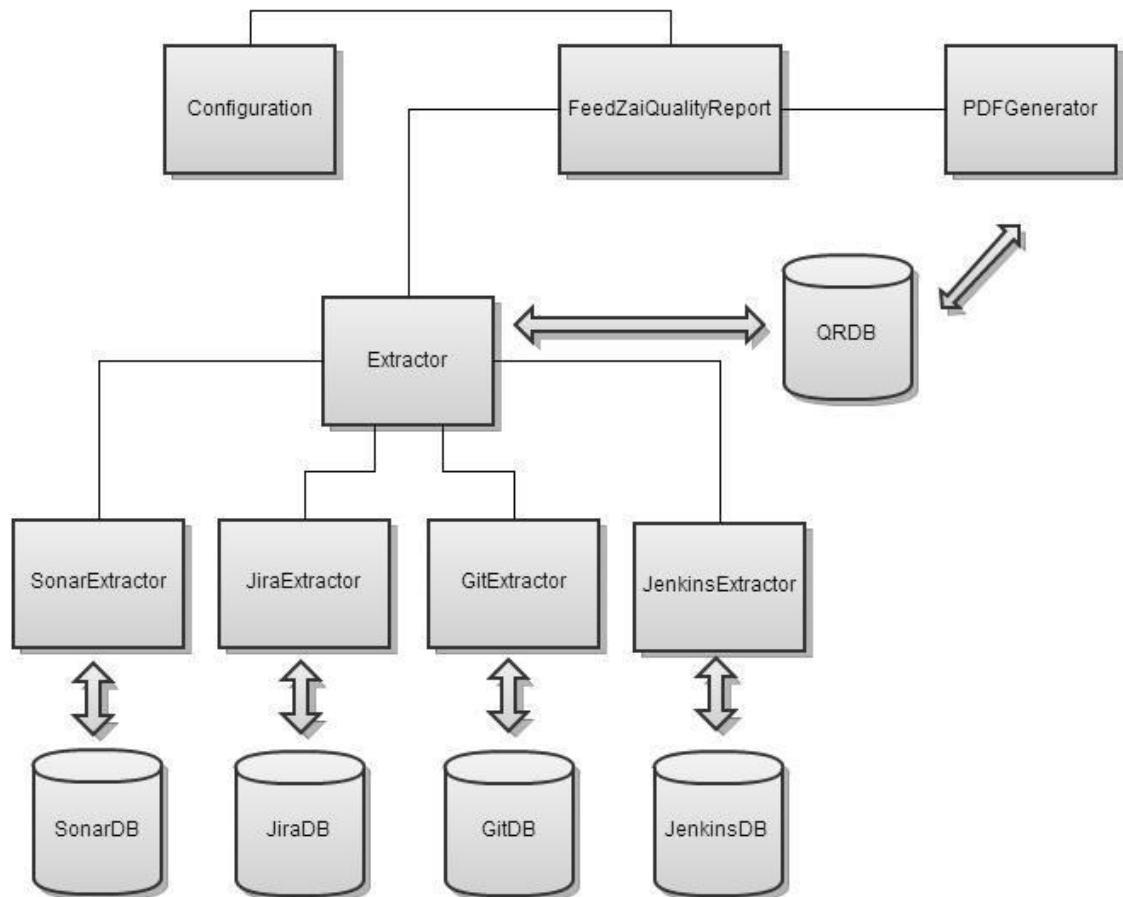 Configuration
FeedZaiQualityReport
PDFGenerator
QRDB
Extractor
SonarExtractor
JiraExtractor
GitExtractor
JenkinsExtractor
SonarDB
JiraDB
GitDB
JenkinsDB